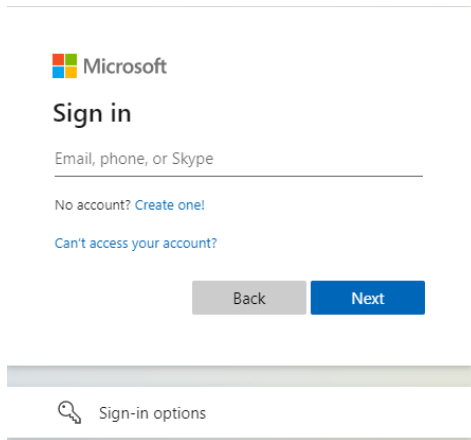 Microsoft
Sign in
Email, phone, or Skype
No account? Create one!
Can't access your account?
Back Next
Sign-in options